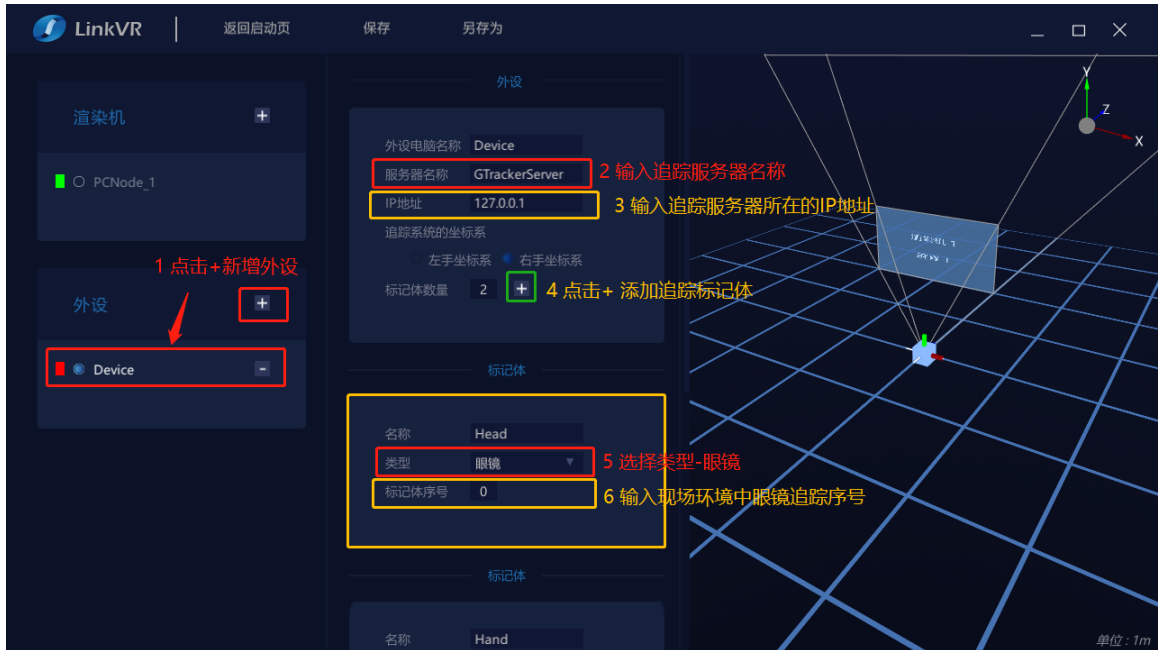 LinkVR
返回启动页
保存
另存为
渲染机
PCNode_1
1 点击+新增外设
外设
Device
外设
外设电脑名称 Device
服务器名称 GTrackerServer
2 输入追踪服务器名称
IP地址 127.0.0.1
3 输入追踪服务器所在的IP地址
追踪系统的坐标系
左手坐标系 右手坐标系
标记体数量 2
4 点击+ 添加追踪标记体
标记体
名称 Head
类型 眼镜
5 选择类型-眼镜
标记体序号 0
6 输入现场环境中眼镜追踪序号
标记体
名称 Hand
Y
Z
X
单位 : 1m